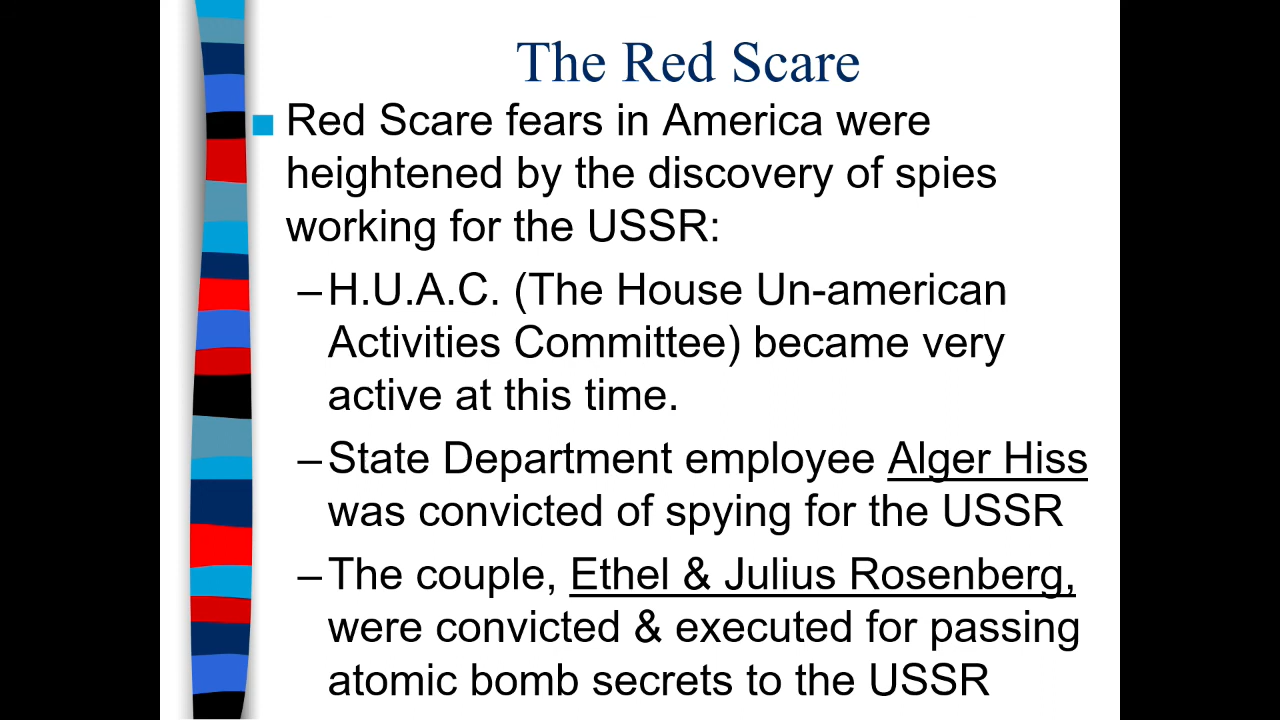 The Red Scare
Red Scare fears in America were
heightened by the discovery of spies
working for the USSR:
–H.U.A.C. (The House Un-american
Activities Committee) became very
active at this time.
–State Department employee Alger Hiss
was convicted of spying for the USSR
–The couple, Ethel & Julius Rosenberg,
were convicted & executed for passing
atomic bomb secrets to the USSR